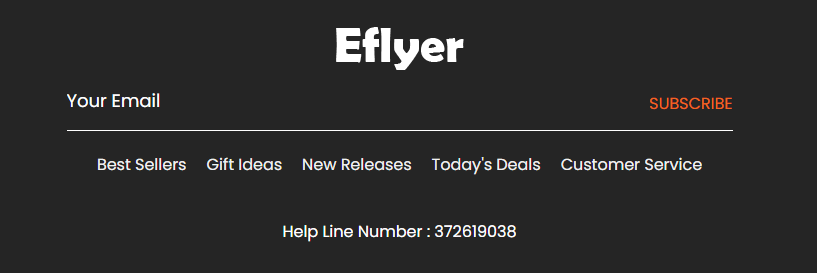 Eflyer
Your Email SUBSCRIBE
Best Sellers Gift Ideas New Releases Today's Deals Customer Service
Help Line Number : 372619038